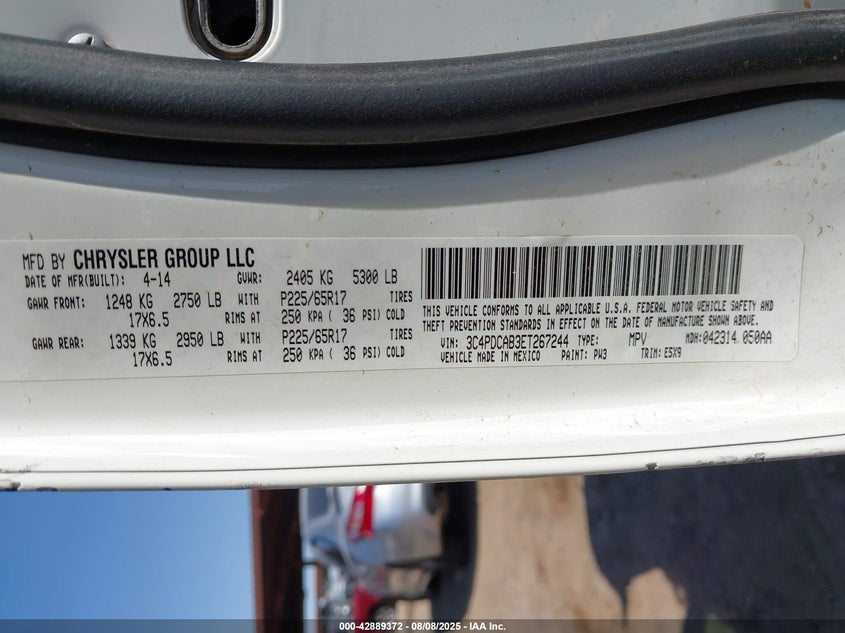 MFD BY CHRYSLER GROUP LLC
DATE OF MFR(BUILT): 4-14 GVWR: 2405 KG 5300 LB
GAWR FRONT: 1248 KG 2750 LB WITH P225/65R17 TIRES
17X6.5 RIMS AT 250 KPA ( 36 PSI) COLD
GAWR REAR: 1339 KG 2950 LB WITH P225/65R17 TIRES
17X6.5 RIMS AT 250 KPA ( 36 PSI) COLD
THIS VEHICLE CONFORMS TO ALL APPLICABLE U.S.A. FEDERAL MOTOR VEHICLE SAFETY AND
THEFT PREVENTION STANDARDS IN EFFECT ON THE DATE OF MANUFACTURE SHOWN ABOVE.
VIN: 3C4PDCAB3ET267244 TYPE: MPV MDH:042314 050AA
VEHICLE MADE IN MEXICO PAINT: PW3 TRIM: E5X9
000-42889372 - 08/08/2025 - IAA Inc.